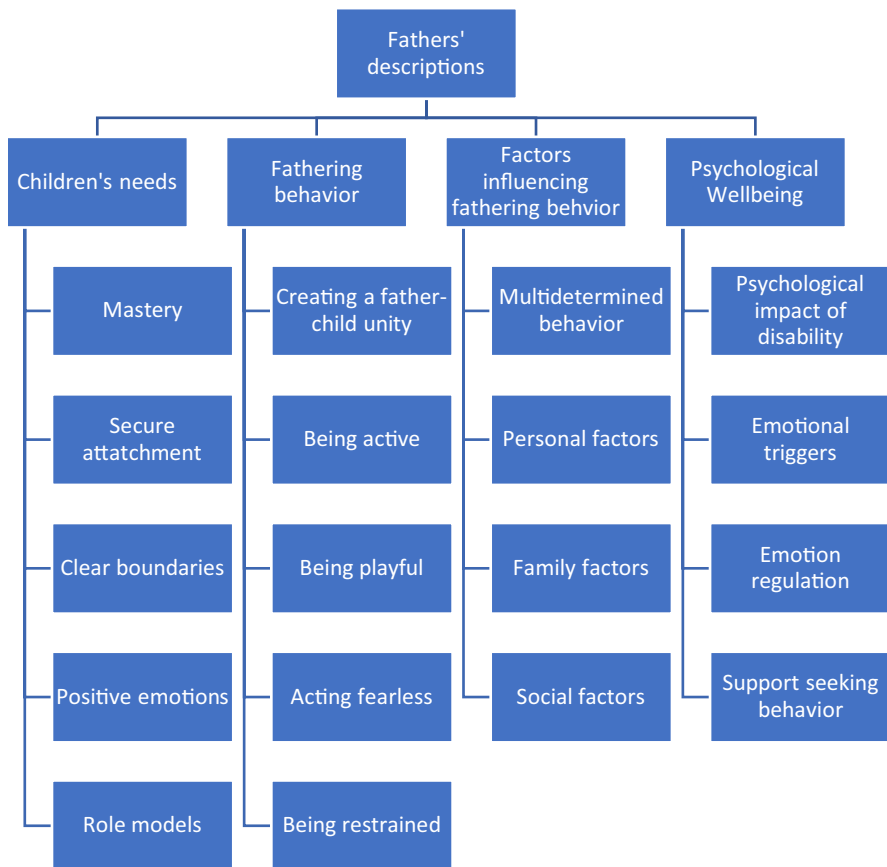 Fathers'
descriptions
Children's needs
Fathering
behavior
Factors
influencing
fathering behvior
Psychological
Wellbeing
Mastery
Creating a father-
child unity
Multidetermined
behavior
Psychological
impact of
disability
Secure
attatchment
Being active
Personal factors
Emotional
triggers
Clear boundaries
Being playful
Family factors
Emotion
regulation
Positive emotions
Acting fearless
Social factors
Support seeking
behavior
Role models
Being restrained